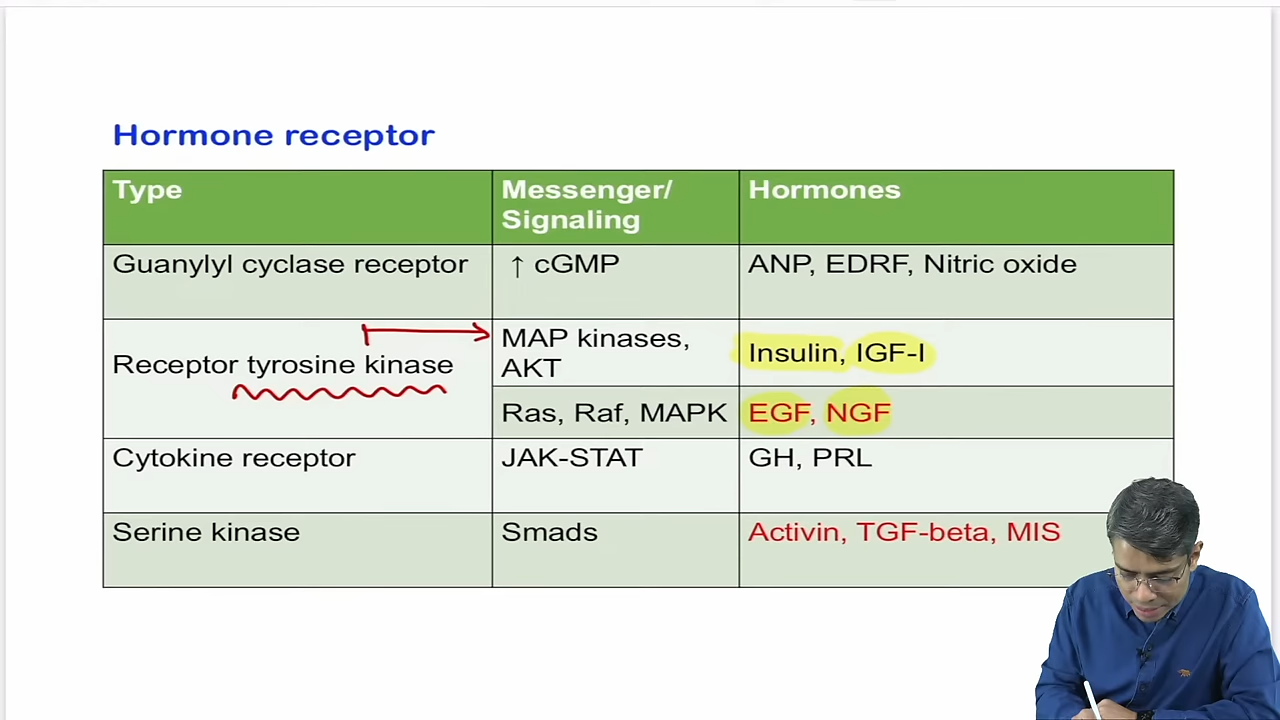 Hormone receptor
Type
Messenger/
Signaling
Hormones
Guanylyl cyclase receptor
↑ cGMP
ANP, EDRF, Nitric oxide
Receptor tyrosine kinase
MAP kinases,
AKT
Insulin, IGF-I
Ras, Raf, MAPK
EGF, NGF
Cytokine receptor
JAK-STAT
GH, PRL
Serine kinase
Smads
Activin, TGF-beta, MIS